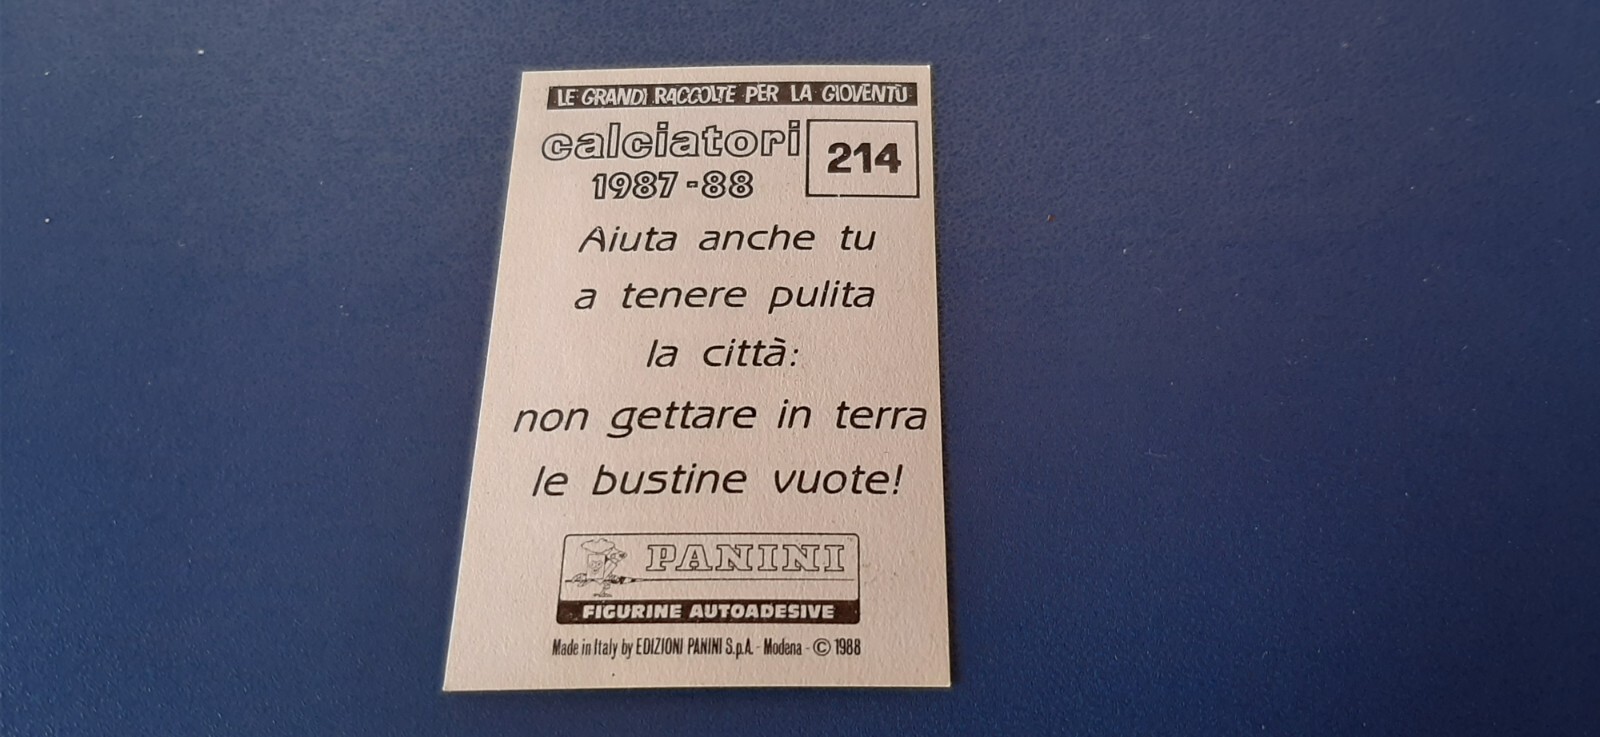 LE GRANDI RACCOLTE PER LA GIOVENTÙ
calciatori
1987-88
214
Aiuta anche tu
a tenere pulita
la città:
non gettare in terra
le bustine vuote!
PANINI
FIGURINE AUTOADESIVE
Made in Italy by EDIZIONI PANINI S.p.A. - Modena - © 1988